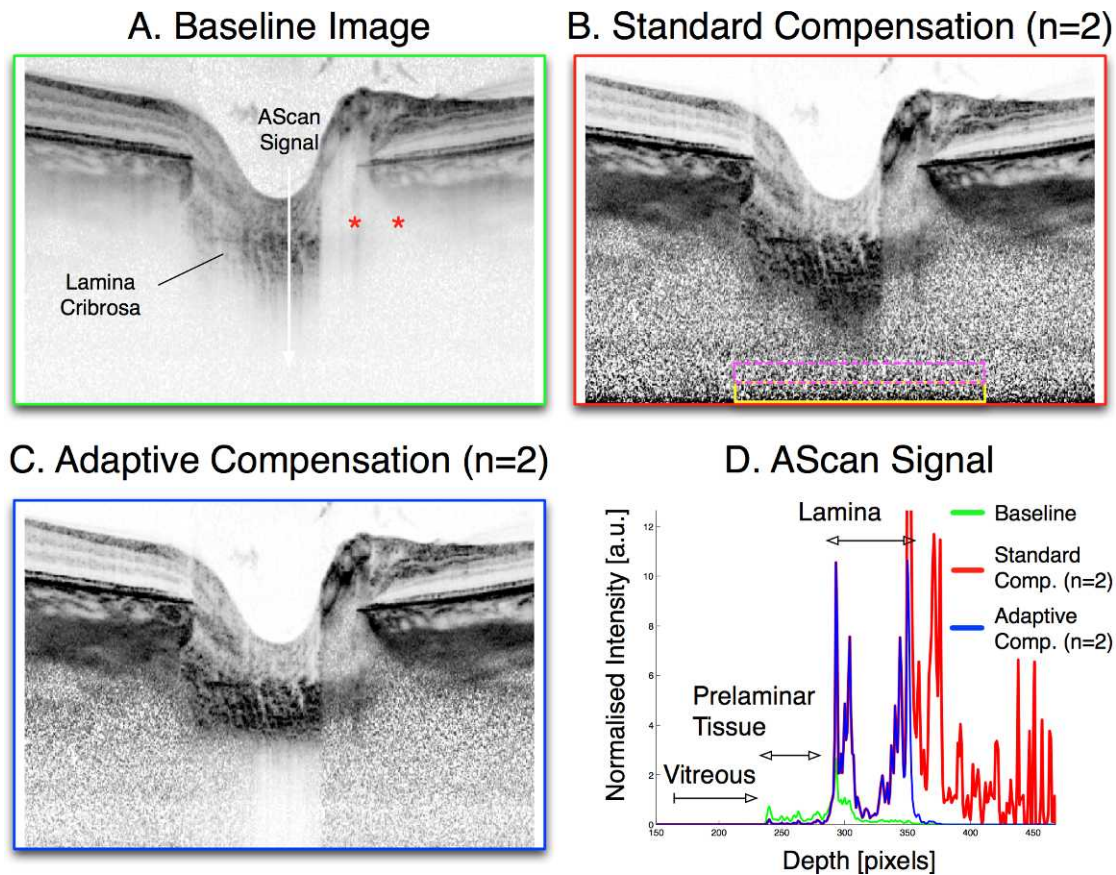 A. Baseline Image
AScan
Signal
* *
Lamina
Cribrosa
B. Standard Compensation (n=2)
C. Adaptive Compensation (n=2)
D. AScan Signal
Lamina
Baseline
Standard
Comp. (n=2)
Adaptive
Comp. (n=2)
Prelaminar
Tissue
Vitreous
Normalised Intensity [a.u.]
12
10
8
6
4
2
0
150 200 250 300 350 400 450
Depth [pixels]